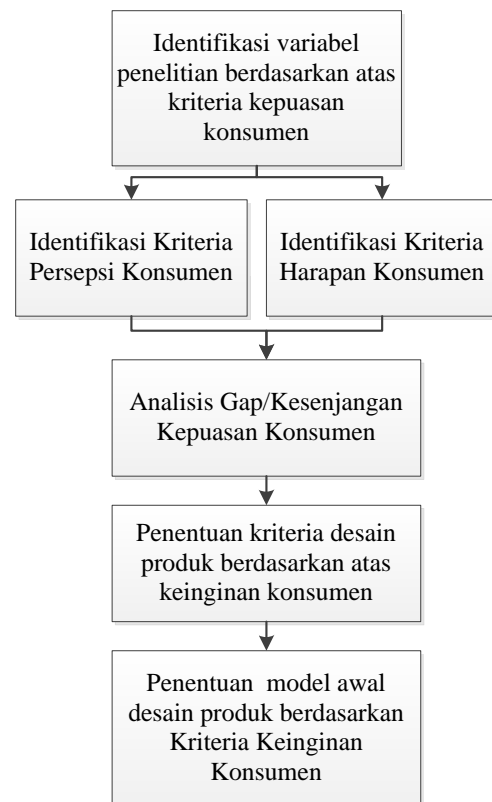 Identifikasi variabel
penelitian berdasarkan atas
kriteria kepuasan
konsumen
Identifikasi Kriteria
Persepsi Konsumen
Identifikasi Kriteria
Harapan Konsumen
Analisis Gap/Kesenjangan
Kepuasan Konsumen
Penentuan kriteria desain
produk berdasarkan atas
keinginan konsumen
Penentuan  model awal
desain produk berdasarkan
Kriteria Keinginan
Konsumen